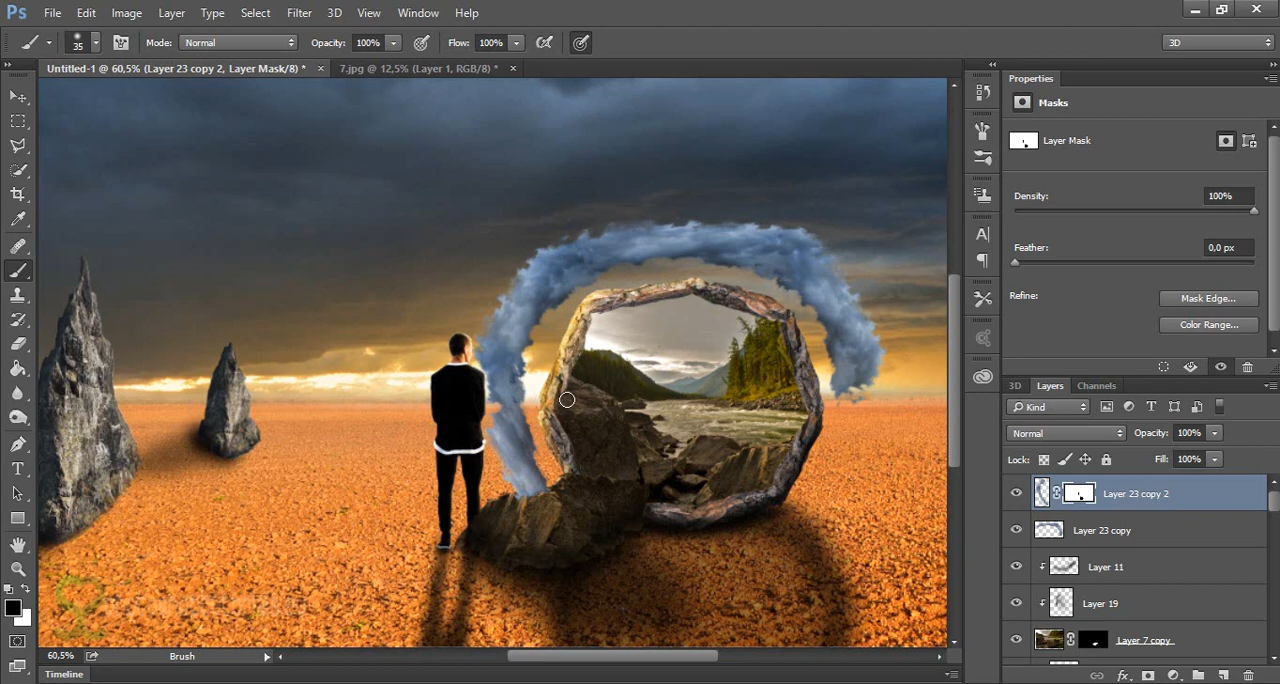 Ps File Edit Image Layer Type Select Filter 3D View Window Help
35 Mode: Normal Opacity: 100% Flow: 100% 3D
Untitled-1 @ 60,5% (Layer 23 copy 2, Layer Mask/8) * × 7.jpg @ 12,5% (Layer 1, RGB/8) * ×
Properties
Masks
Layer Mask
Density: 100%
Feather: 0,0 px
Refine: Mask Edge...
Color Range...
3D Layers Channels
Kind
Normal Opacity: 100%
Lock: Fill: 100%
Layer 23 copy 2
Layer 23 copy
Layer 11
Layer 19
Layer 7 copy
60,5% Brush
Timeline